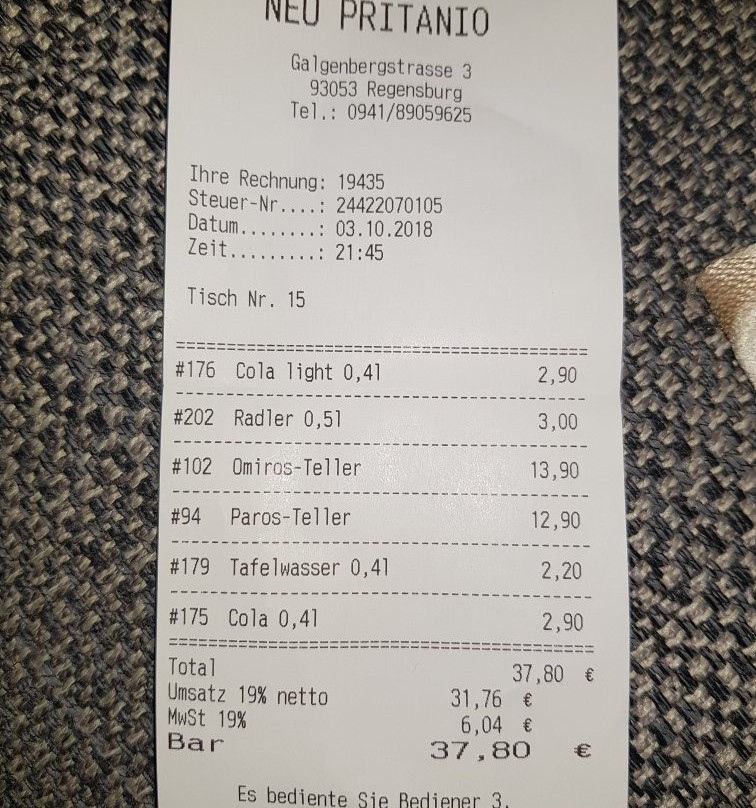 NEU PRITANIO
Galgenbergstrasse 3
93053 Regensburg
Tel.: 0941/89059625
Ihre Rechnung: 19435
Steuer-Nr....: 24422070105
Datum........: 03.10.2018
Zeit.........: 21:45
Tisch Nr. 15
#176 Cola light 0,4l 2,90
#202 Radler 0,5l 3,00
#102 Omiros-Teller 13,90
#94 Paros-Teller 12,90
#179 Tafelwasser 0,4l 2,20
#175 Cola 0,4l 2,90
Total 37,80 €
Umsatz 19% netto 31,76 €
MwSt 19% 6,04 €
Bar 37,80 €
Es bediente Sie Bediener 3.